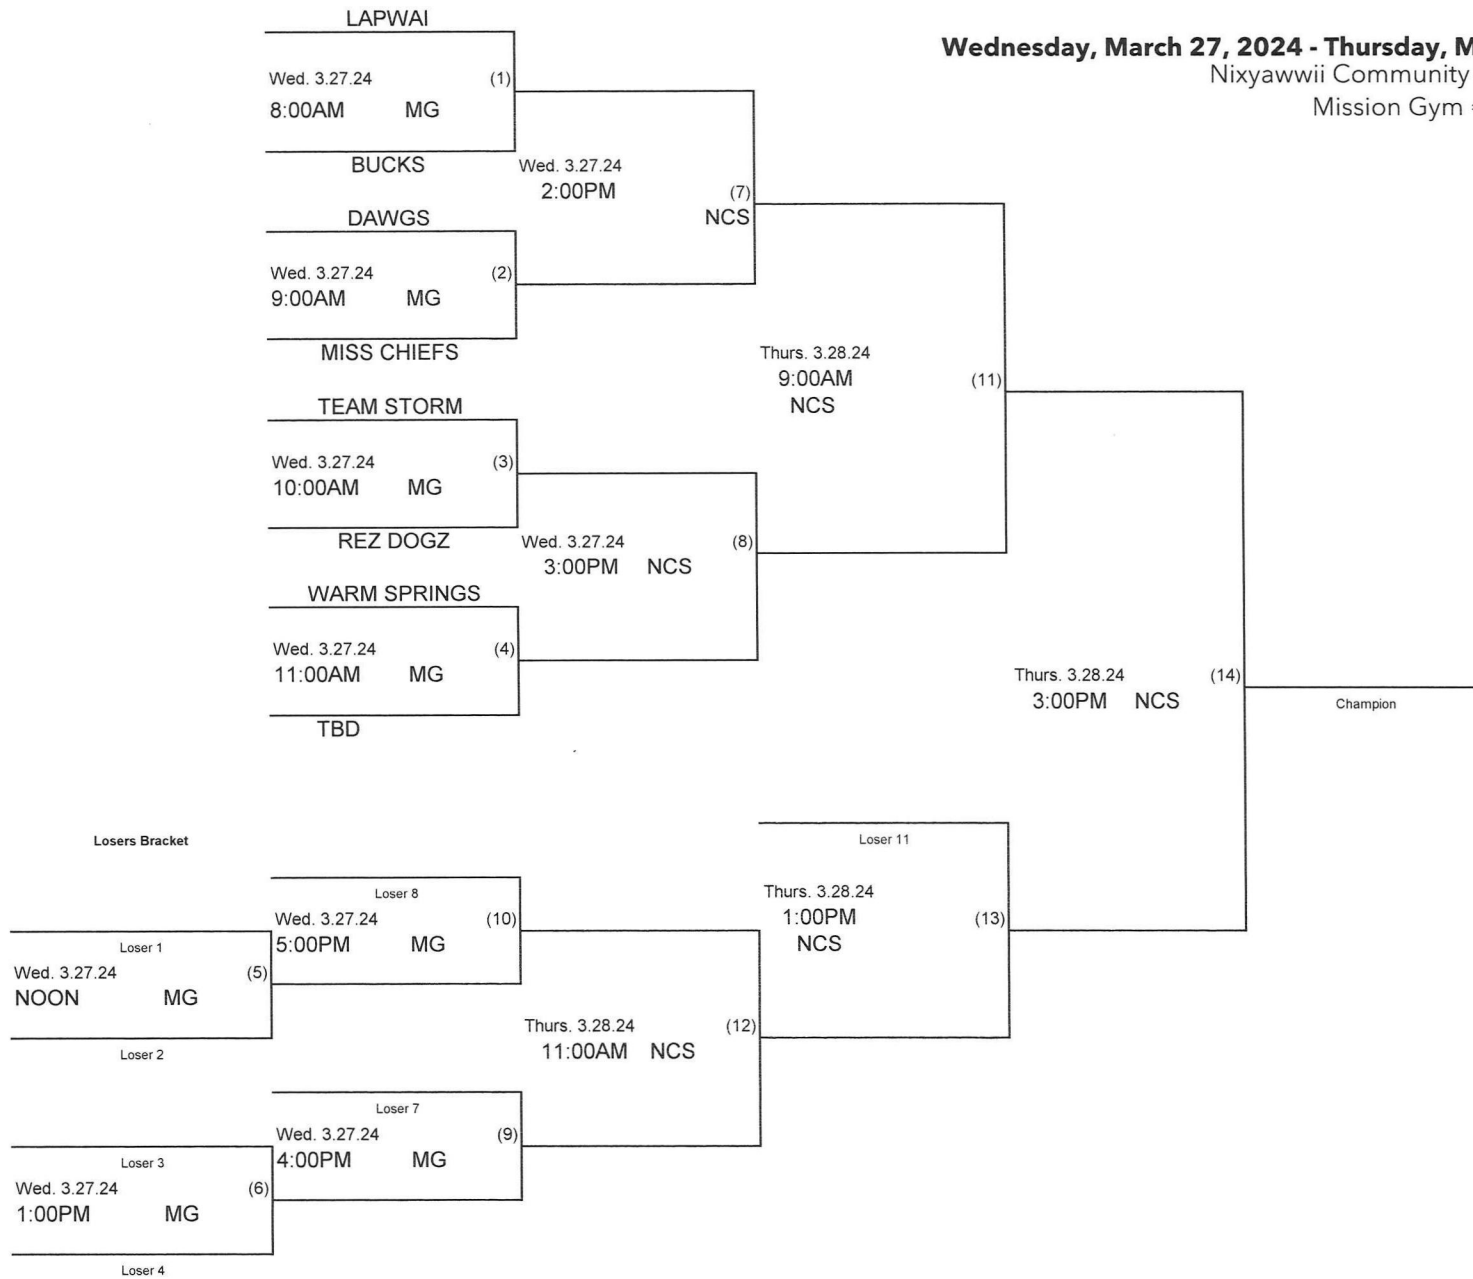 LAPWAI
Wednesday, March 27, 2024 - Thursday, M
Nixyawwii Community
Mission Gym =
Wed. 3.27.24 (1)
8:00AM MG
BUCKS
Wed. 3.27.24
2:00PM (7)
NCS
DAWGS
Wed. 3.27.24 (2)
9:00AM MG
MISS CHIEFS
Thurs. 3.28.24
9:00AM (11)
NCS
TEAM STORM
Wed. 3.27.24 (3)
10:00AM MG
REZ DOGZ
Wed. 3.27.24 (8)
3:00PM NCS
WARM SPRINGS
Wed. 3.27.24 (4)
11:00AM MG
TBD
Thurs. 3.28.24 (14)
3:00PM NCS
Champion
Losers Bracket
Loser 11
Thurs. 3.28.24
1:00PM (13)
NCS
Loser 8
Wed. 3.27.24 (10)
5:00PM MG
Loser 1
Wed. 3.27.24 (5)
NOON MG
Loser 2
Thurs. 3.28.24 (12)
11:00AM NCS
Loser 7
Wed. 3.27.24 (9)
4:00PM MG
Loser 3
Wed. 3.27.24 (6)
1:00PM MG
Loser 4